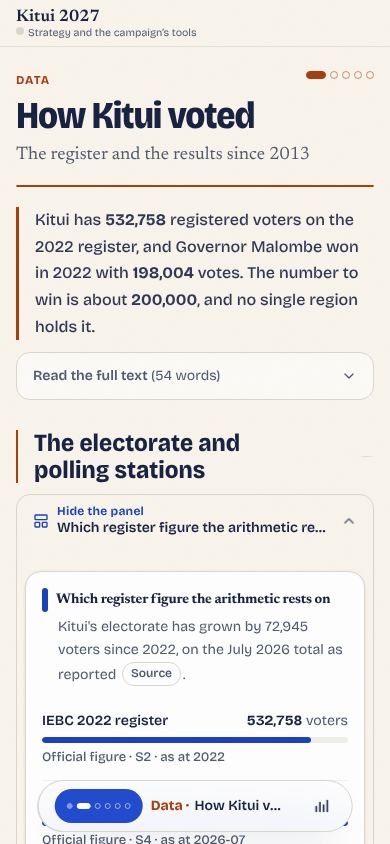 Kitui 2027
Strategy and the campaign's tools
DATA
How Kitui voted
The register and the results since 2013
Kitui has 532,758 registered voters on the
2022 register, and Governor Malombe won
in 2022 with 198,004 votes. The number to
win is about 200,000, and no single region
holds it.
Read the full text (54 words)
The electorate and
polling stations
Hide the panel
Which register figure the arithmetic re...
Which register figure the arithmetic rests on
Kitui's electorate has grown by 72,945
voters since 2022, on the July 2026 total as
reported Source .
IEBC 2022 register 532,758 voters
Official figure · S2 · as at 2022
Data · How Kitui v...
Official figure · S4 · as at 2026-07